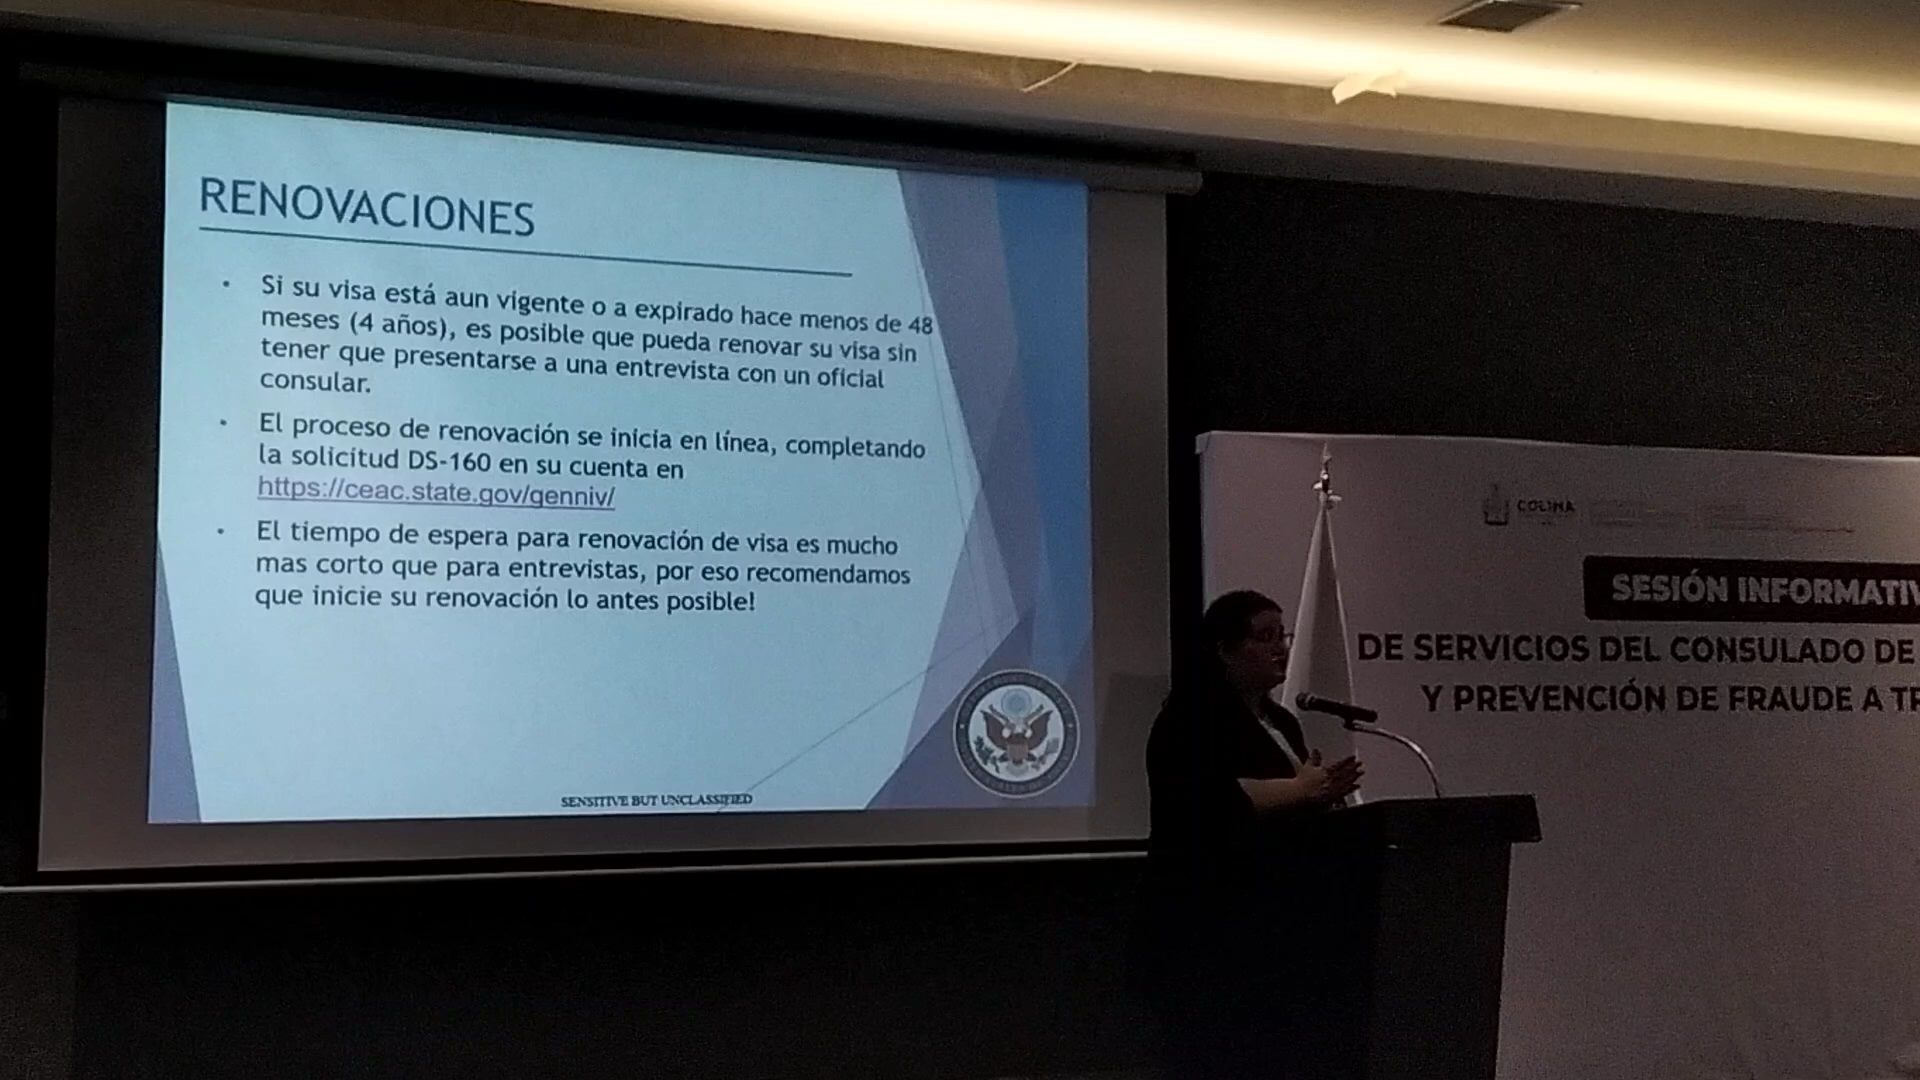 RENOVACIONES
• Si su visa está aun vigente o a expirado hace menos de 48
meses (4 años), es posible que pueda renovar su visa sin
tener que presentarse a una entrevista con un oficial
consular.
• El proceso de renovación se inicia en línea, completando
la solicitud DS-160 en su cuenta en
https://ceac.state.gov/genniv/
• El tiempo de espera para renovación de visa es mucho
mas corto que para entrevistas, por eso recomendamos
que inicie su renovación lo antes posible!
SENSITIVE BUT UNCLASSIFIED
COLIMA
SESIÓN INFORMATIV
DE SERVICIOS DEL CONSULADO DE
Y PREVENCIÓN DE FRAUDE A TR